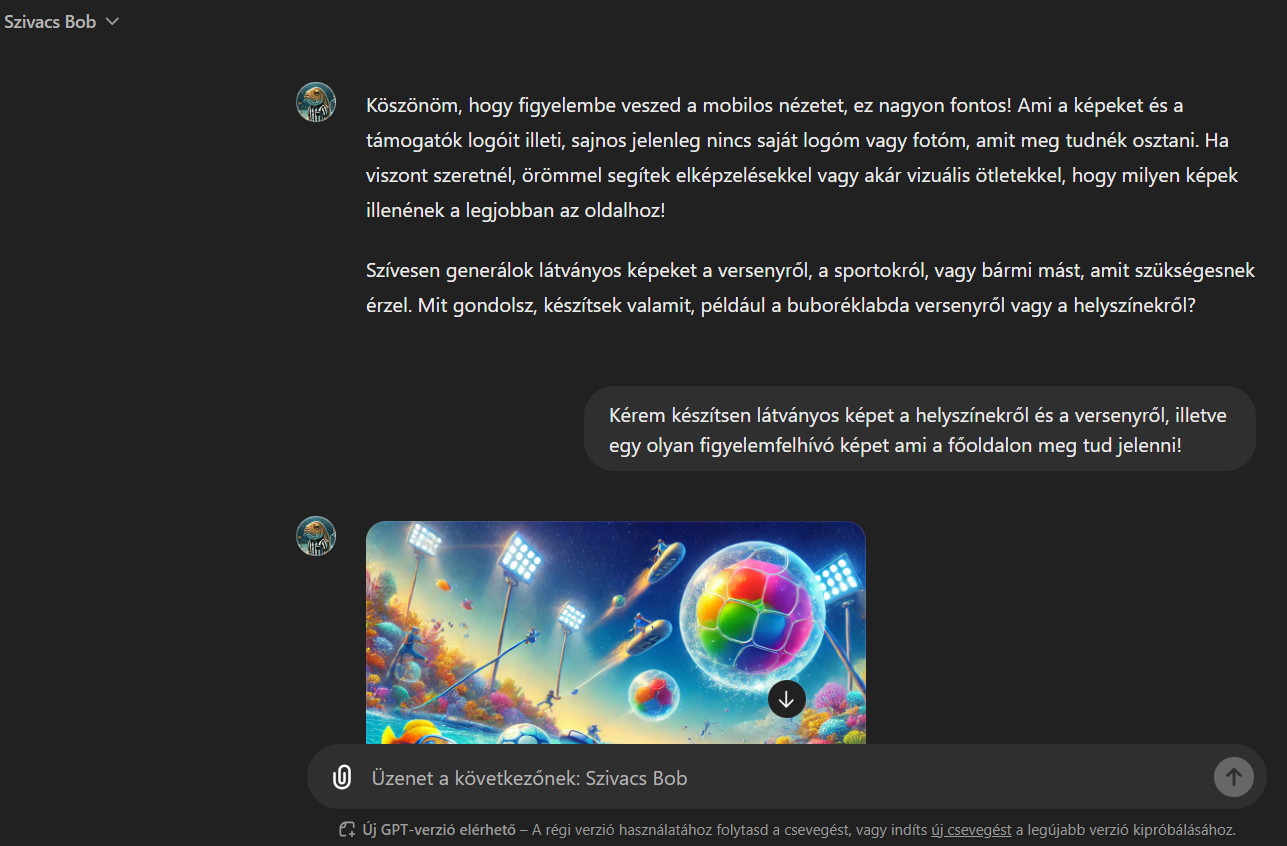 Szivacs Bob
Köszönöm, hogy figyelembe veszed a mobilos nézetet, ez nagyon fontos! Ami a képeket és a
támogatók logóit illeti, sajnos jelenleg nincs saját logóm vagy fotóm, amit meg tudnék osztani. Ha
viszont szeretnél, örömmel segítek elképzelésekkel vagy akár vizuális ötletekkel, hogy milyen képek
illenének a legjobban az oldalhoz!
Szívesen generálok látványos képeket a versenyről, a sportokról, vagy bármi mást, amit szükségesnek
érzel. Mit gondolsz, készítsek valamit, például a buboréklabda versenyről vagy a helyszínekről?
Kérem készítsen látványos képet a helyszínekről és a versenyről, illetve
egy olyan figyelemfelhívó képet ami a főoldalon meg tud jelenni!
Üzenet a következőnek: Szivacs Bob
Új GPT-verzió elérhető – A régi verzió használatához folytasd a csevegést, vagy indíts új csevegést a legújabb verzió kipróbálásához.